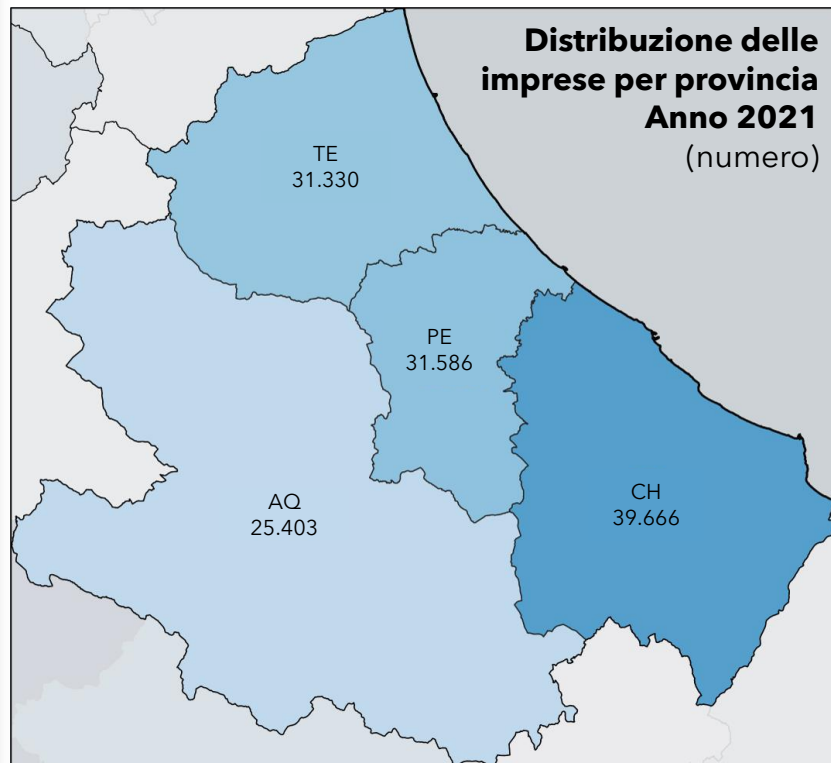 Distribuzione delle
imprese per provincia
Anno 2021
(numero)
TE
31.330
PE
31.586
AQ
25.403
CH
39.666